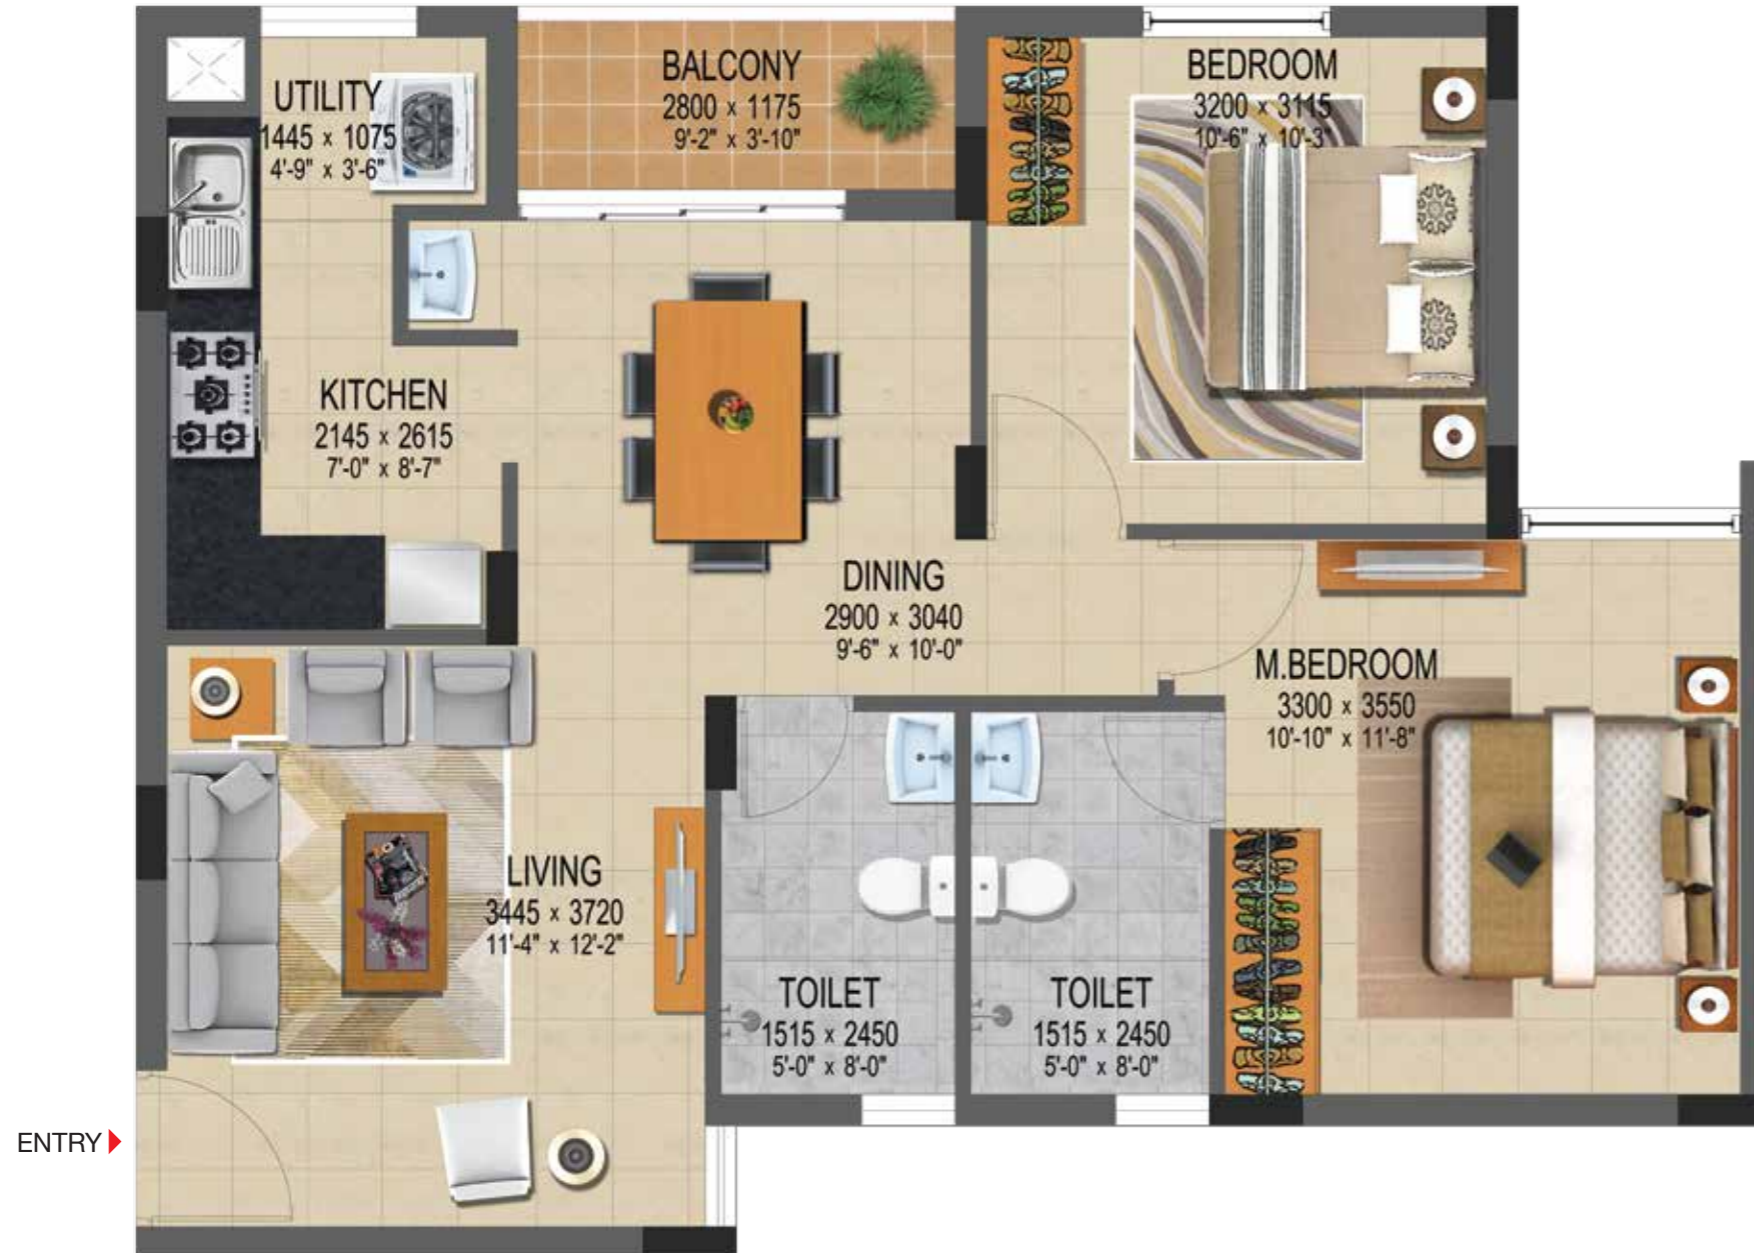 UTILITY
1445 x 1075
4'-9" x 3'-6"
BALCONY
2800 x 1175
9'-2" x 3'-10"
BEDROOM
3200 x 3115
10'-6" x 10'-3"
KITCHEN
2145 x 2615
7'-0" x 8'-7"
DINING
2900 x 3040
9'-6" x 10'-0"
M.BEDROOM
3300 x 3550
10'-10" x 11'-8"
LIVING
3445 x 3720
11'-4" x 12'-2"
TOILET
1515 x 2450
5'-0" x 8'-0"
TOILET
1515 x 2450
5'-0" x 8'-0"
ENTRY